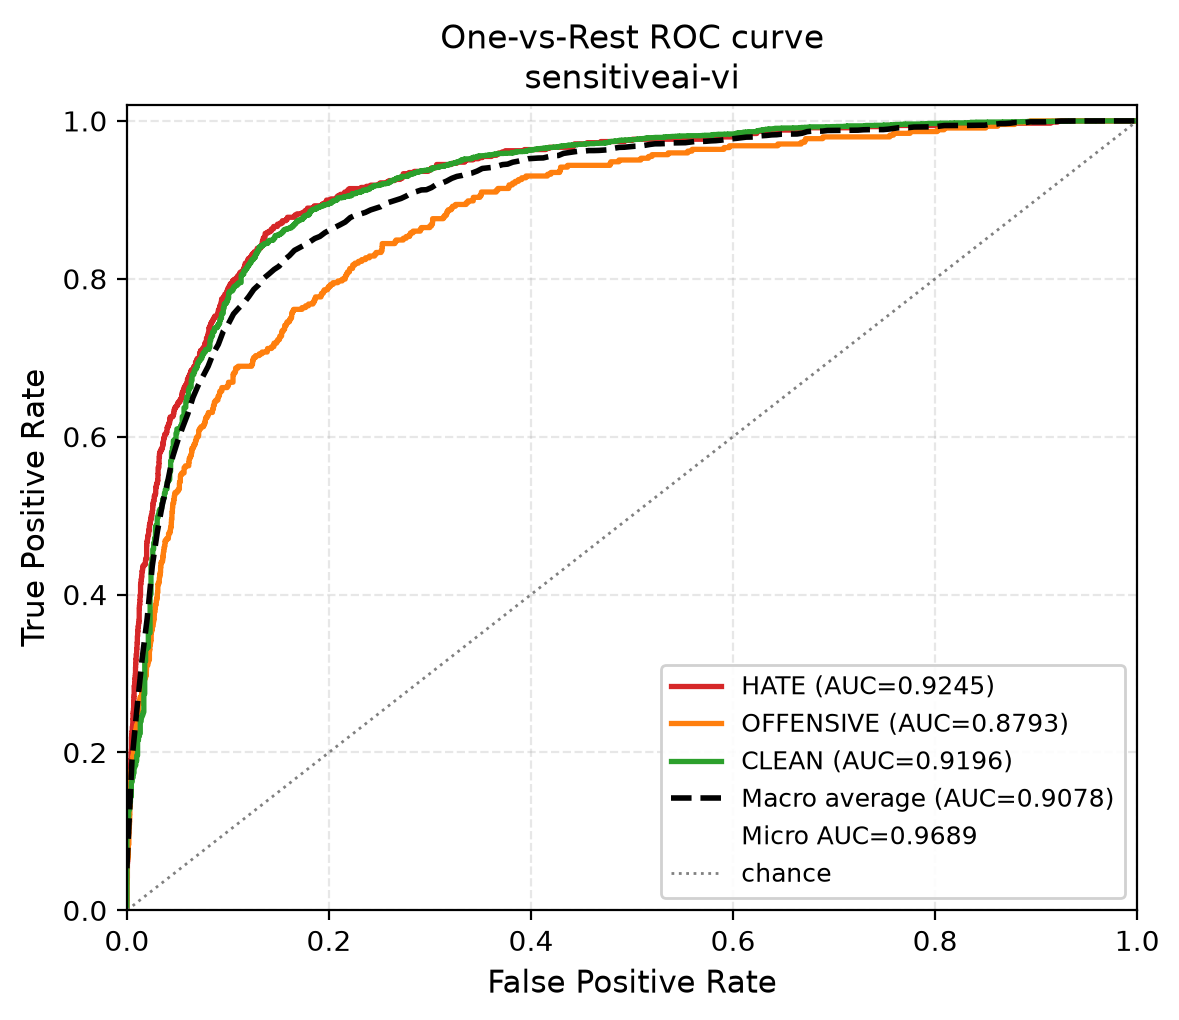 One-vs-Rest ROC curve
sensitiveai-vi
True Positive Rate
1.0
0.8
0.6
0.4
0.2
0.0
0.0 0.2 0.4 0.6 0.8 1.0
False Positive Rate
HATE (AUC=0.9245)
OFFENSIVE (AUC=0.8793)
CLEAN (AUC=0.9196)
Macro average (AUC=0.9078)
Micro AUC=0.9689
chance